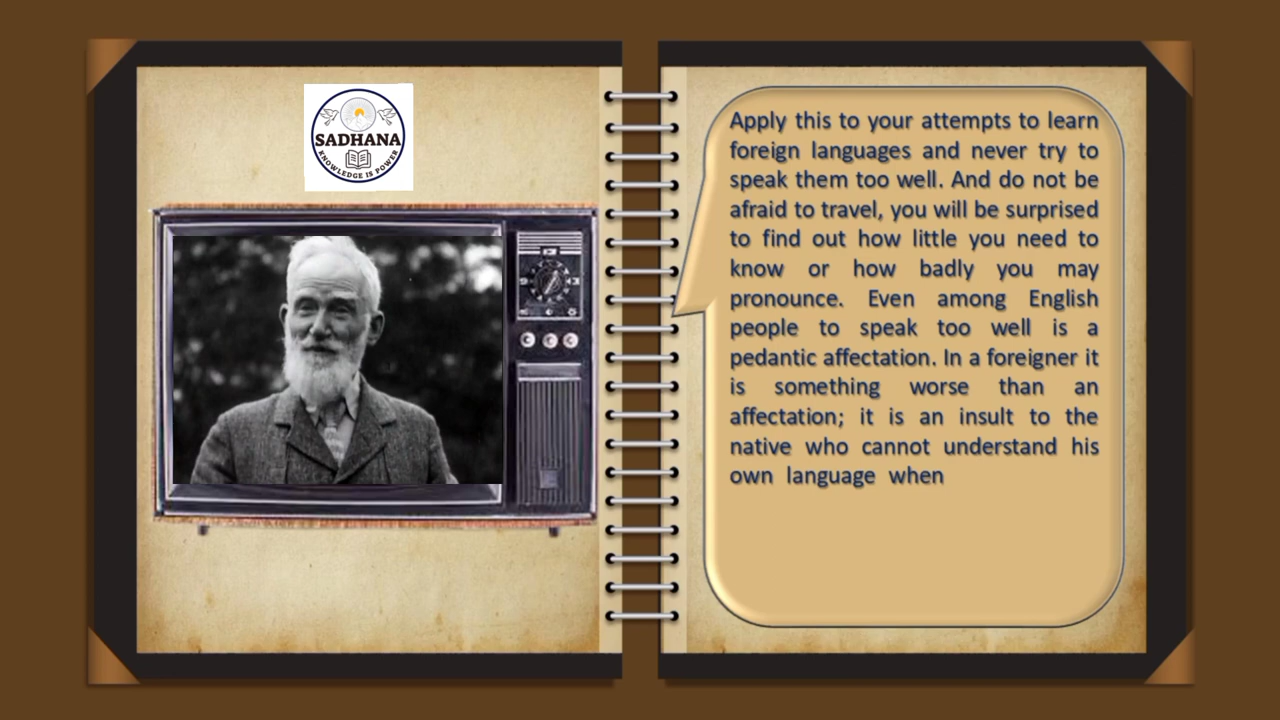 SADHANA
KNOWLEDGE IS POWER
Apply this to your attempts to learn
foreign languages and never try to
speak them too well. And do not be
afraid to travel, you will be surprised
to find out how little you need to
know or how badly you may
pronounce. Even among English
people to speak too well is a
pedantic affectation. In a foreigner it
is something worse than an
affectation; it is an insult to the
native who cannot understand his
own language when